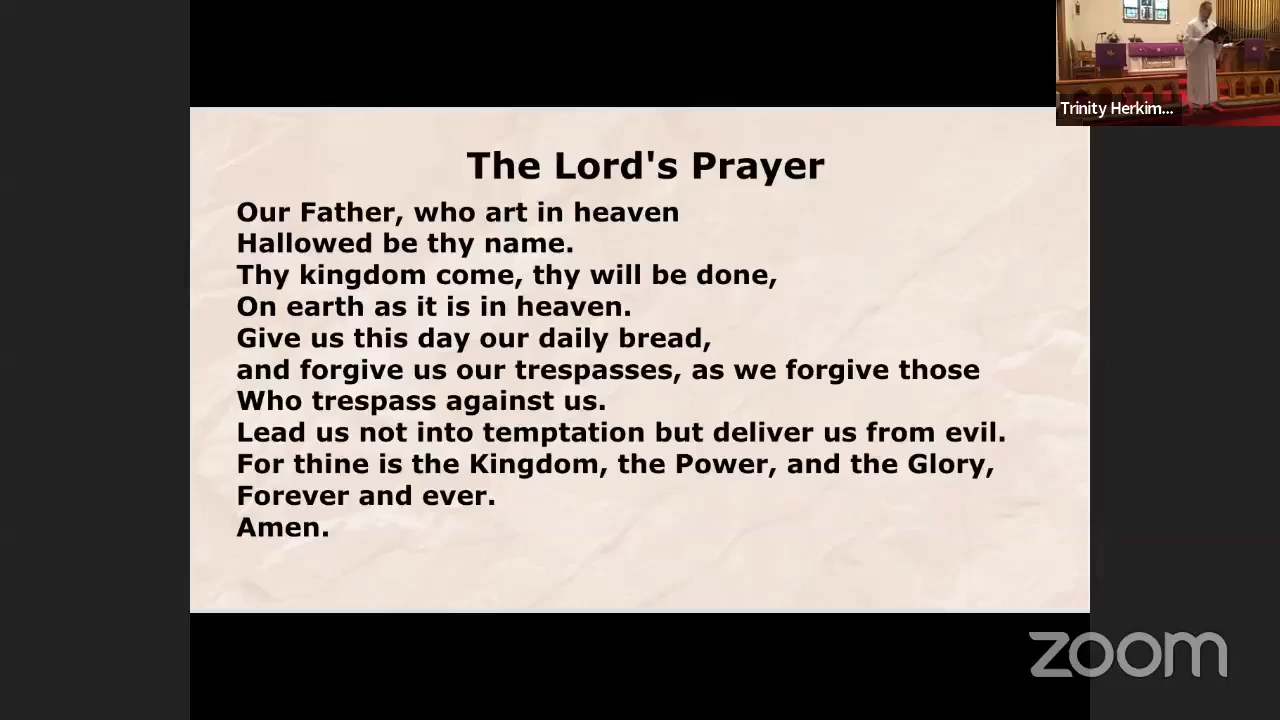 Trinity Herkim...
The Lord's Prayer
Our Father, who art in heaven
Hallowed be thy name.
Thy kingdom come, thy will be done,
On earth as it is in heaven.
Give us this day our daily bread,
and forgive us our trespasses, as we forgive those
Who trespass against us.
Lead us not into temptation but deliver us from evil.
For thine is the Kingdom, the Power, and the Glory,
Forever and ever.
Amen.
zoom